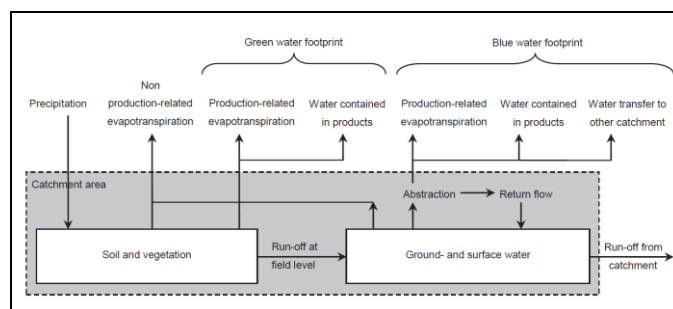 Green water footprint
Blue water footprint
Non
production-related
evapotranspiration
Precipitation
Production-related
evapotranspiration
Water contained
in products
Production-related
evapotranspiration
Water contained
in products
Water transfer to
other catchment
Catchment area
Abstraction
Return flow
Soil and vegetation
Run-off at
field level
Ground- and surface water
Run-off from
catchment